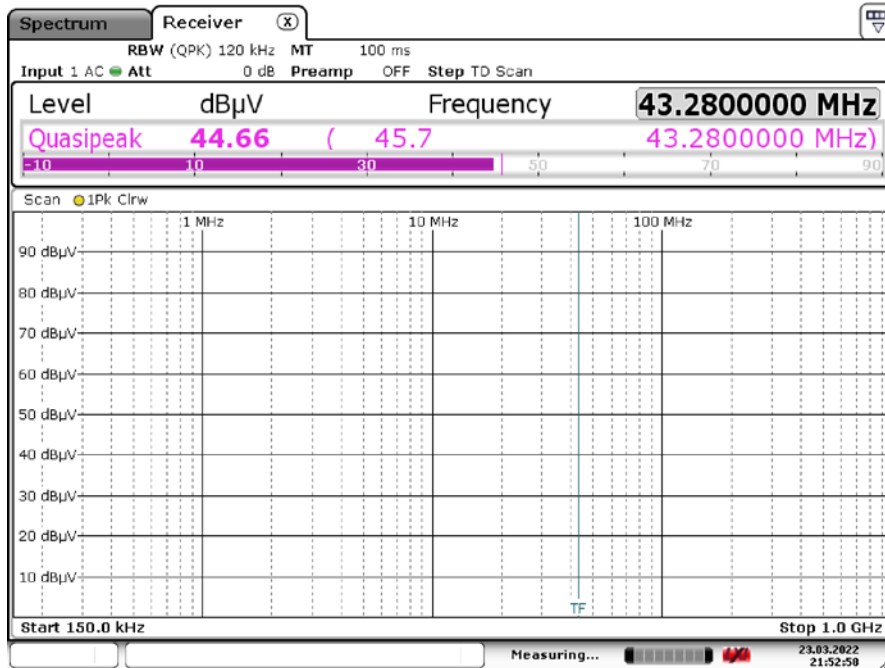 Spectrum Receiver X
RBW (QPK) 120 kHz MT 100 ms
Input 1 AC Att 0 dB Preamp OFF Step TD Scan
Level dBµV Frequency 43.2800000 MHz
Quasipeak 44.66 ( 45.7 43.2800000 MHz)
-10 10 30 50 70 90
Scan 1Pk Clrw
1 MHz 10 MHz 100 MHz
90 dBµV
80 dBµV
70 dBµV
60 dBµV
50 dBµV
40 dBµV
30 dBµV
20 dBµV
10 dBµV
TF
Start 150.0 kHz Stop 1.0 GHz
Measuring... 23.03.2022
21:52:58